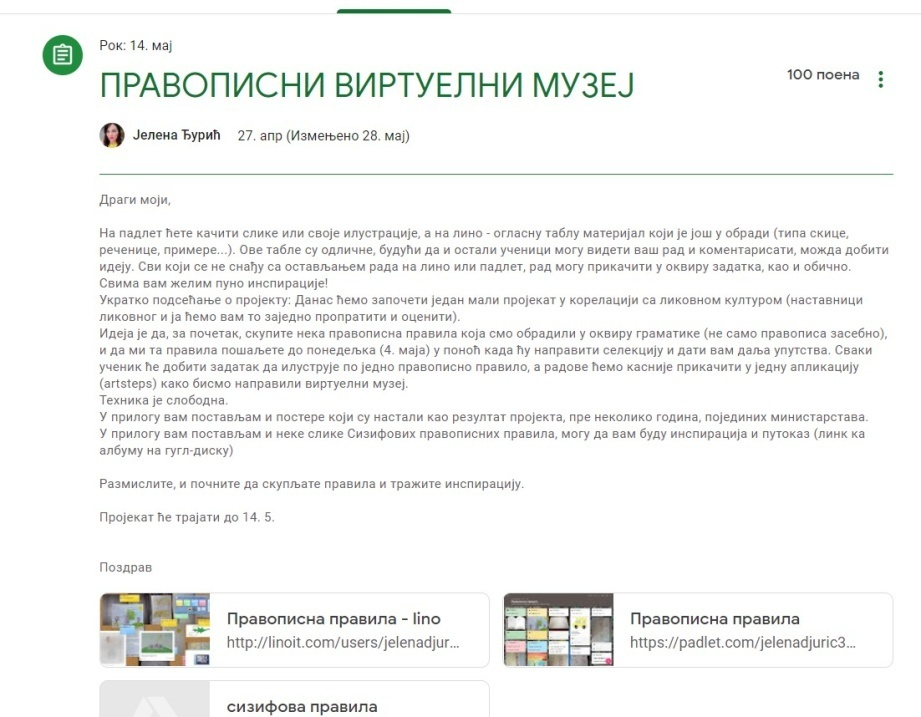 Рок: 14. мај
ПРАВОПИСНИ ВИРТУЕЛНИ МУЗЕЈ
100 поена
Јелена Ђурић 27. апр (Измењено 28. мај)
Драги моји,
На падлет ћете качити слике или своје илустрације, а на лино - огласну таблу материјал који је још у обради (типа скице,
реченице, примере...). Ове табле су одличне, будући да и остали ученици могу видети ваш рад и коментарисати, можда добити
идеју. Сви који се не снађу са остављањем рада на лино или падлет, рад могу прикачити у оквиру задатка, као и обично.
Свима вам желим пуно инспирације!
Укратко подсећање о пројекту: Данас ћемо започети један мали пројекат у корелацији са ликовном културом (наставници
ликовног и ја ћемо вам то заједно пропратити и оценити).
Идеја је да, за почетак, скупите нека правописна правила која смо обрадили у оквиру граматике (не само правописа засебно),
и да ми та правила пошаљете до понедељка (4. маја) у поноћ када ћу направити селекцију и дати вам даља упутства. Сваки
ученик ће добити задатак да илуструје по једно правописно правило, а радове ћемо касније прикачити у једну апликацију
(artsteps) како бисмо направили виртуелни музеј.
Техника је слободна.
У прилогу вам постављам и постере који су настали као резултат пројекта, пре неколико година, појединих министарстава.
У прилогу вам постављам и неке слике Сизифових правописних правила, могу да вам буду инспирација и путоказ (линк ка
албуму на гугл-диску)
Размислите, и почните да скупљате правила и тражите инспирацију.
Пројекат ће трајати до 14. 5.
Поздрав
Правописна правила - lino
http://linoit.com/users/jelenadjur...
Правописна правила
https://padlet.com/jelenadjuric3...
сизифова правила